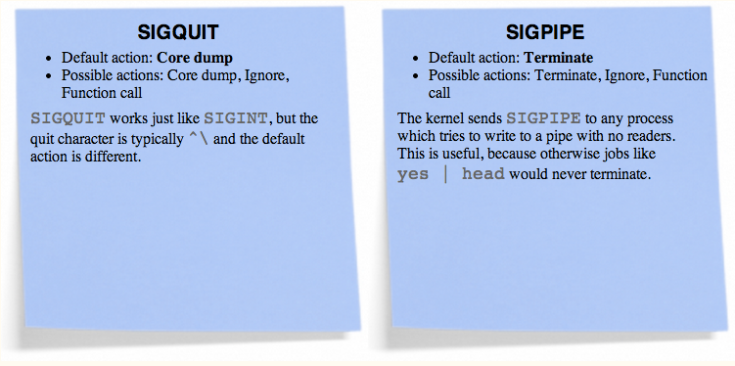 SIGQUIT
• Default action: Core dump
• Possible actions: Core dump, Ignore,
Function call
SIGQUIT works just like SIGINT, but the
quit character is typically ^\ and the default
action is different.
SIGPIPE
• Default action: Terminate
• Possible actions: Terminate, Ignore, Function
call
The kernel sends SIGPIPE to any process
which tries to write to a pipe with no readers.
This is useful, because otherwise jobs like
yes | head would never terminate.